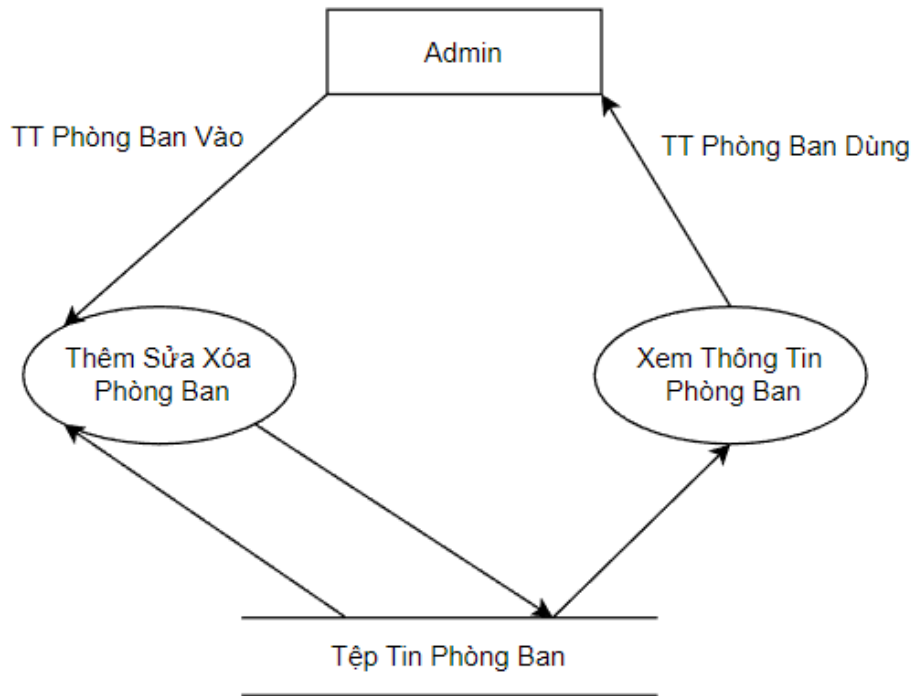 Admin
TT Phòng Ban Vào
TT Phòng Ban Dùng
Thêm Sửa Xóa
Phòng Ban
Xem Thông Tin
Phòng Ban
Tệp Tin Phòng Ban